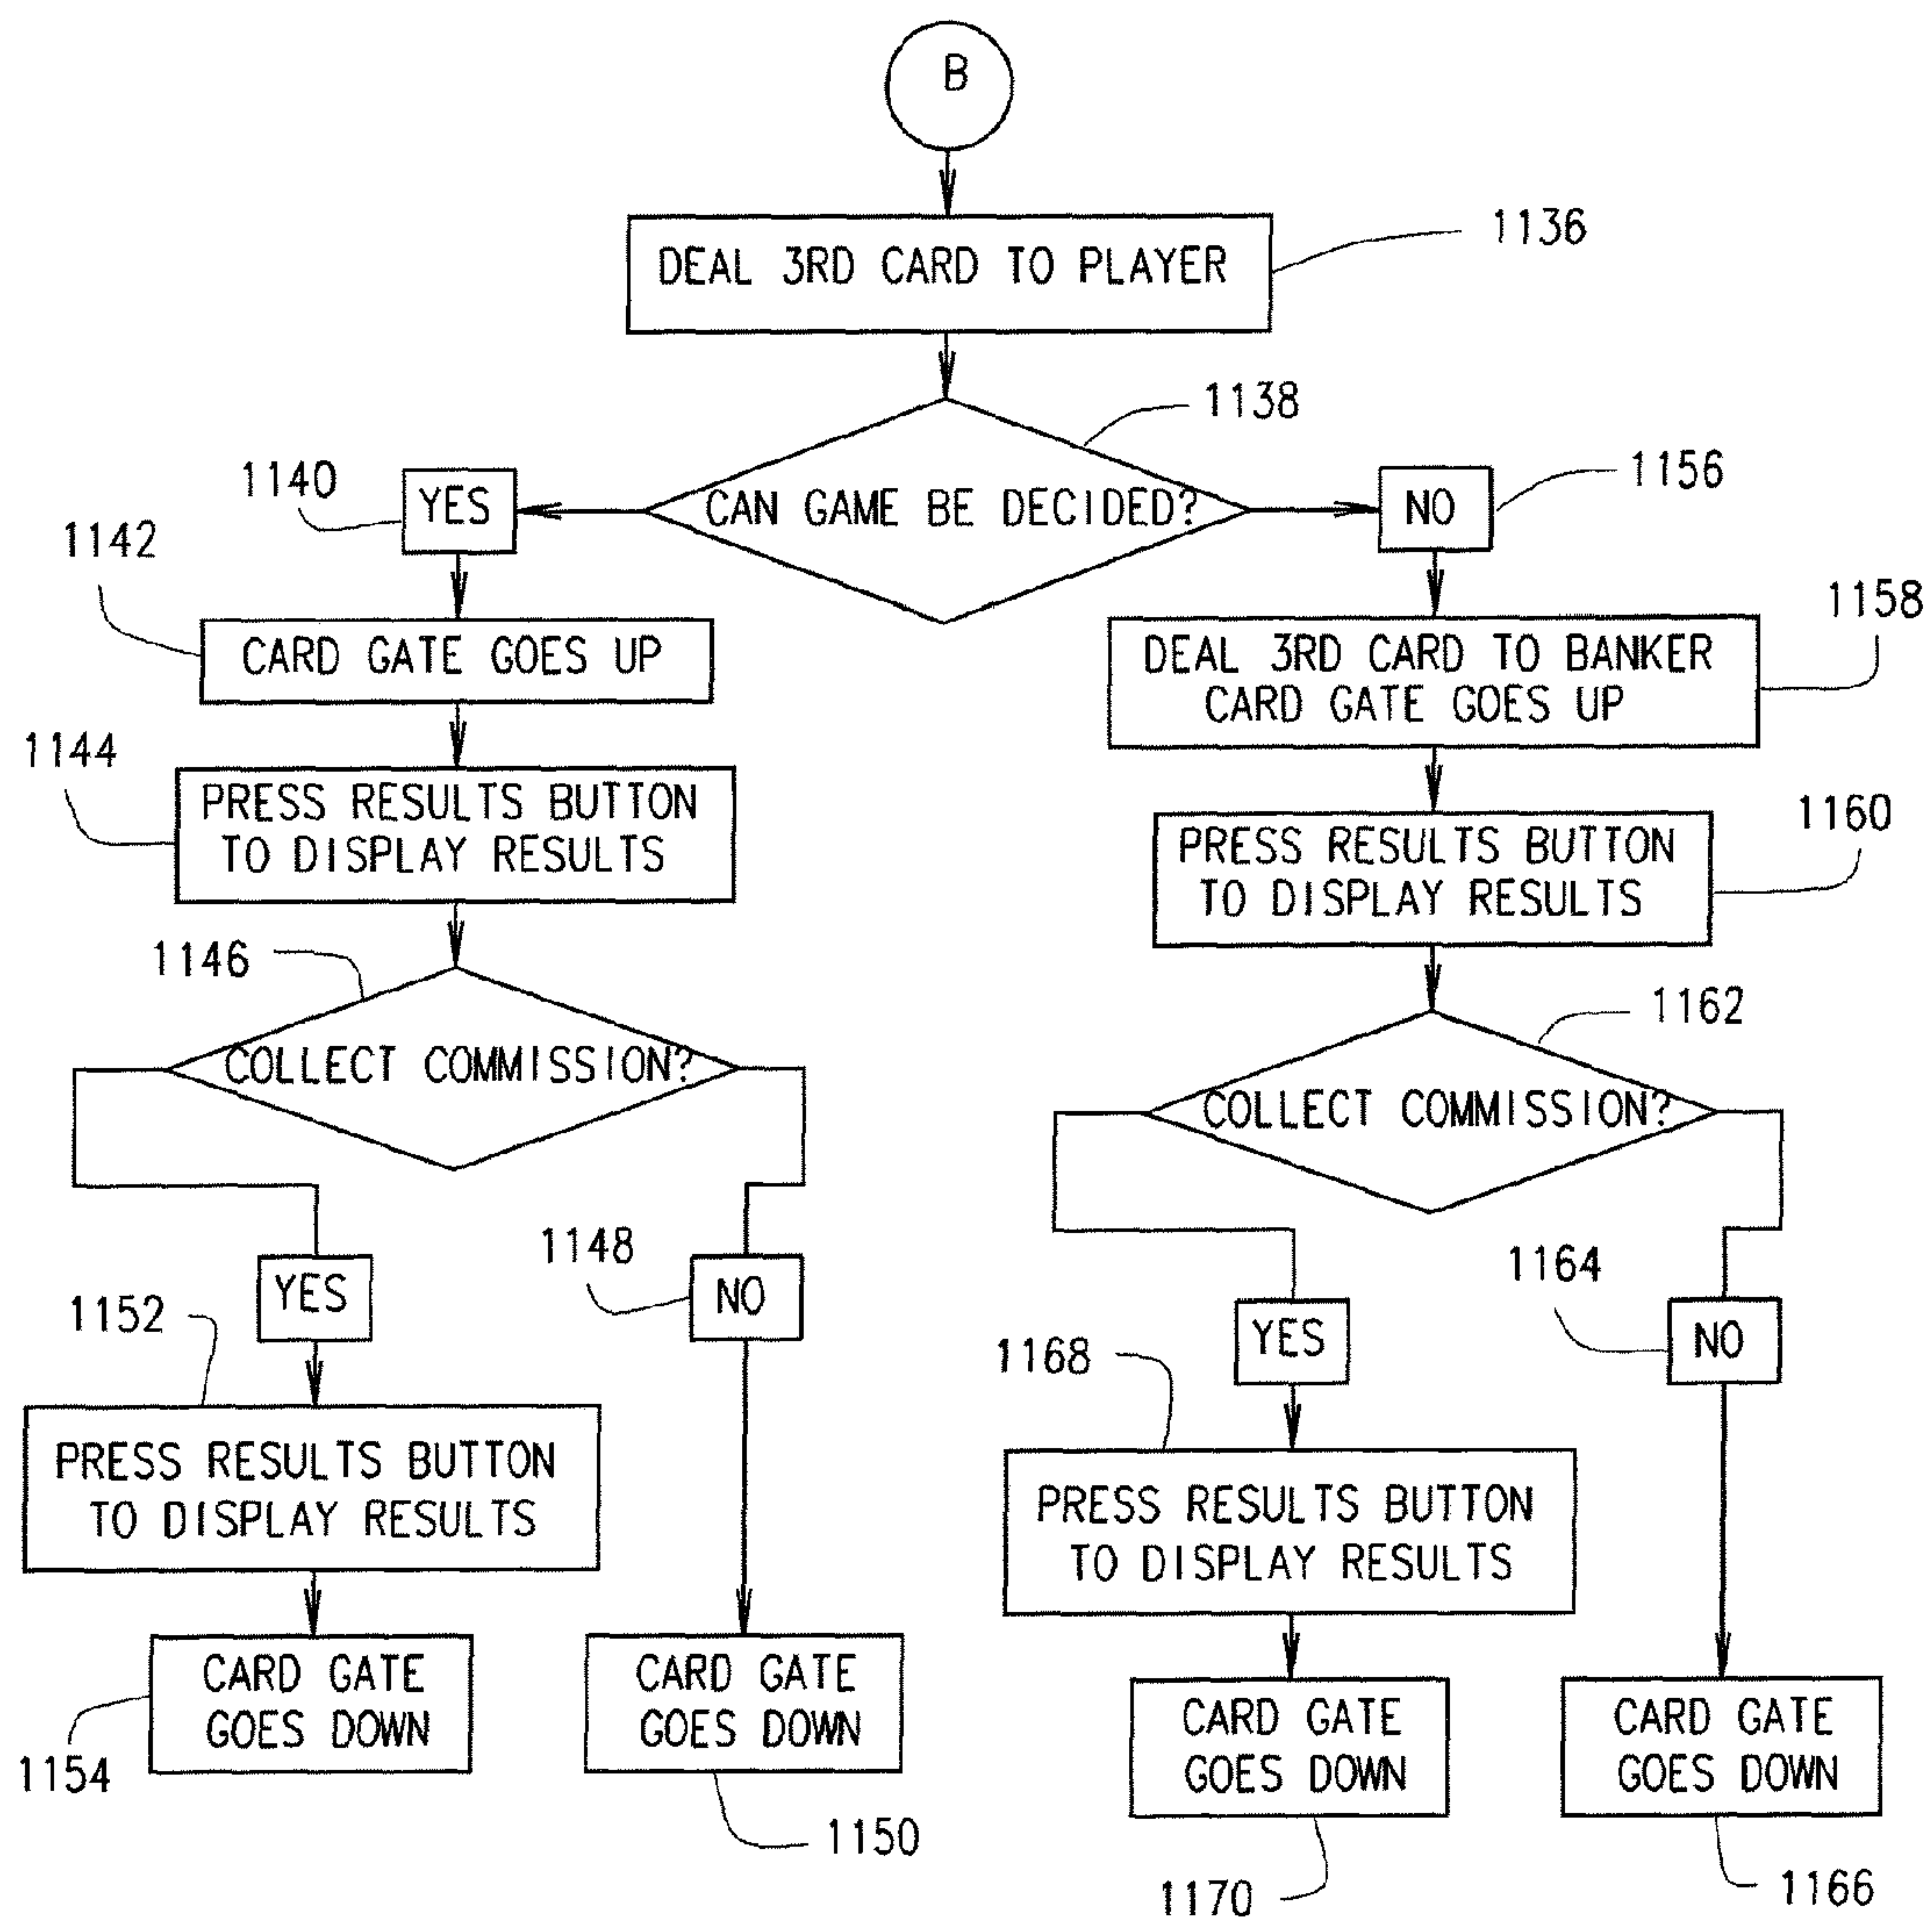 B
DEAL 3RD CARD TO PLAYER
1136
1138
CAN GAME BE DECIDED?
1140
YES
NO
1156
1142
CARD GATE GOES UP
DEAL 3RD CARD TO BANKER
CARD GATE GOES UP
1158
1144
PRESS RESULTS BUTTON
TO DISPLAY RESULTS
PRESS RESULTS BUTTON
TO DISPLAY RESULTS
1160
1146
COLLECT COMMISSION?
1162
COLLECT COMMISSION?
YES
1148
NO
1152
PRESS RESULTS BUTTON
TO DISPLAY RESULTS
YES
1164
NO
1168
PRESS RESULTS BUTTON
TO DISPLAY RESULTS
CARD GATE
GOES DOWN
1154
CARD GATE
GOES DOWN
1150
CARD GATE
GOES DOWN
1170
CARD GATE
GOES DOWN
1166